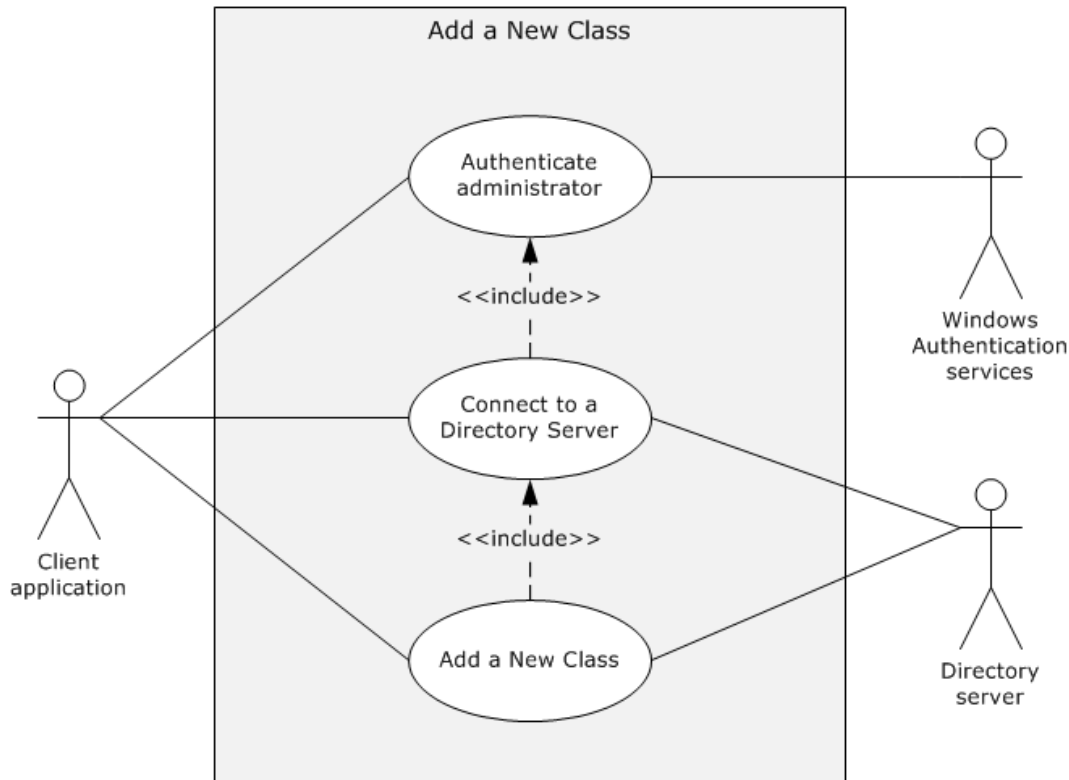 Add a New Class
Authenticate
administrator
<<include>>
Windows
Authentication
services
Connect to a
Directory Server
<<include>>
Client
application
Add a New Class
Directory
server